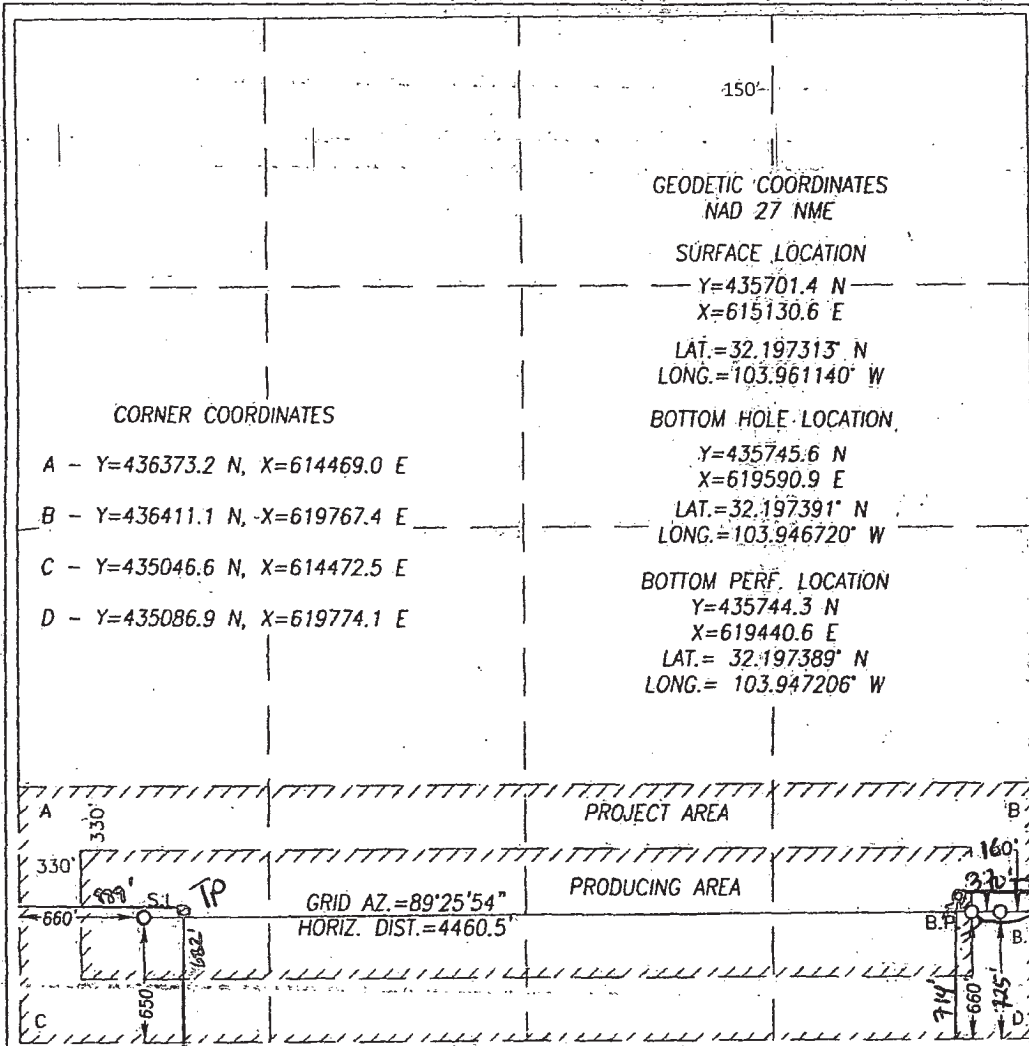 150'
GEODETIC COORDINATES
NAD 27 NME
SURFACE LOCATION
Y=435701.4 N
X=615130.6 E
LAT.=32.197313° N
LONG.=103.961140° W
BOTTOM HOLE LOCATION
Y=435745.6 N
X=619590.9 E
LAT.=32.197391° N
LONG.=103.946720° W
BOTTOM PERF. LOCATION
Y=435744.3 N
X=619440.6 E
LAT.= 32.197389° N
LONG.= 103.947206° W
CORNER COORDINATES
A - Y=436373.2 N, X=614469.0 E
B - Y=436411.1 N, X=619767.4 E
C - Y=435046.6 N, X=614472.5 E
D - Y=435086.9 N, X=619774.1 E
A
PROJECT AREA
B
330'
330'
160'
PRODUCING AREA
370'
888'
S.L.
TP
GRID AZ.=89°25'54"
HORIZ. DIST.=4460.5'
660'
B.P.
B.
682'
650'
714'
660'
725'
C
D